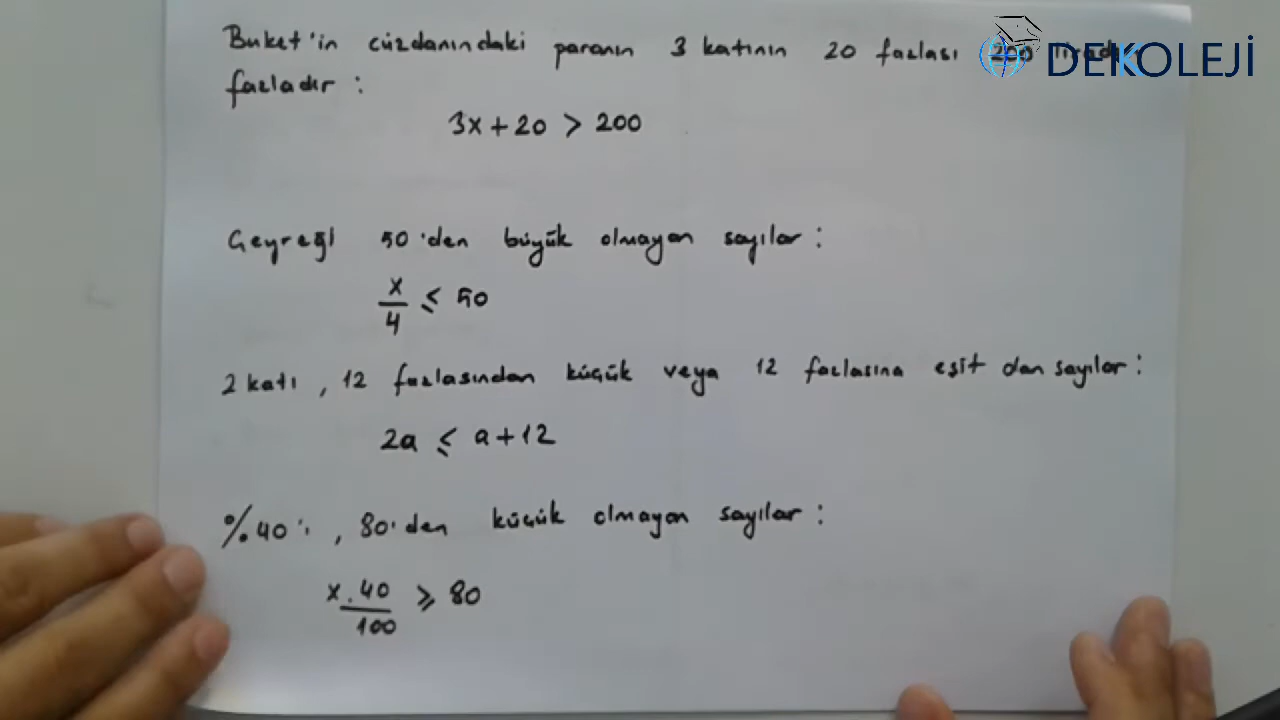 Buket'in cüzdanındaki paranın 3 katının 20 fazlası 200 liradan
fazladır :
3x + 20 > 200
Çeyreği 50'den büyük olmayan sayılar :
x/4 ≤ 50
2 katı , 12 fazlasından küçük veya 12 fazlasına eşit olan sayılar :
2a ≤ a + 12
%40'ı , 80'den küçük olmayan sayılar :
x . 40/100 ≥ 80
DEKOLEJİ